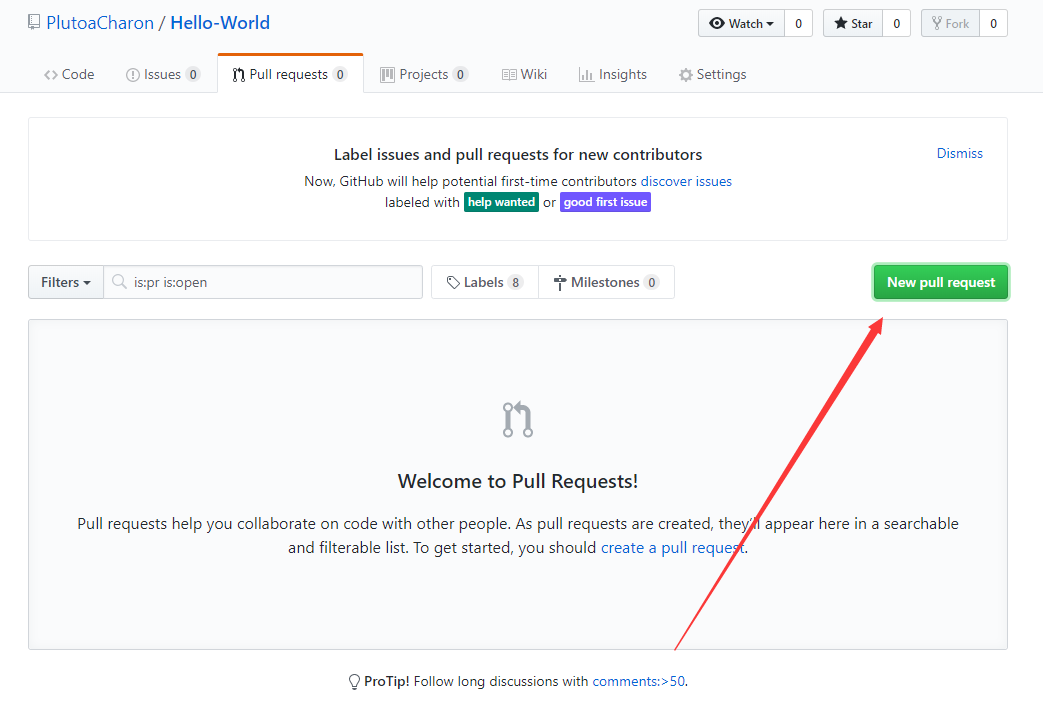 PlutoaCharon / Hello-World
Watch 0 Star 0 Fork 0
Code Issues 0 Pull requests 0 Projects 0 Wiki Insights Settings
Label issues and pull requests for new contributors
Dismiss
Now, GitHub will help potential first-time contributors discover issues
labeled with help wanted or good first issue
Filters is:pr is:open Labels 8 Milestones 0 New pull request
Welcome to Pull Requests!
Pull requests help you collaborate on code with other people. As pull requests are created, they'll appear here in a searchable
and filterable list. To get started, you should create a pull request.
ProTip! Follow long discussions with comments:>50.